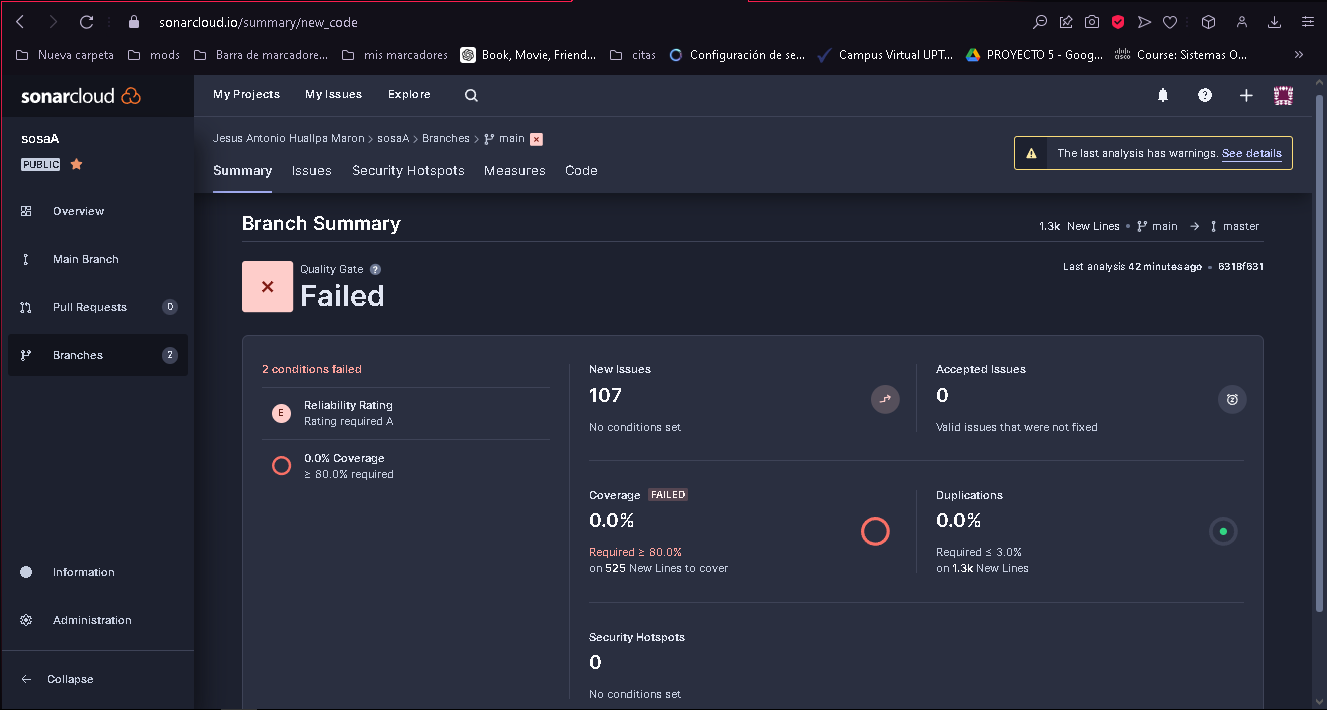 sonarcloud.io/summary/new_code
Nueva carpeta mods Barra de marcadore... mis marcadores Book, Movie, Friend... citas Configuración de se... Campus Virtual UPT... PROYECTO 5 - Goog... Course: Sistemas O... »
sonarcloud My Projects My Issues Explore
sosaA
PUBLIC
Overview
Main Branch
Pull Requests 0
Branches 2
Information
Administration
Collapse
Jesus Antonio Huallpa Maron > sosaA > Branches > main
The last analysis has warnings. See details
Summary Issues Security Hotspots Measures Code
Branch Summary
1.3k New Lines • main → master
Quality Gate ?
Failed
Last analysis 42 minutes ago • 6318f631
2 conditions failed
E Reliability Rating
Rating required A
0.0% Coverage
≥ 80.0% required
New Issues
107
No conditions set
Accepted Issues
0
Valid issues that were not fixed
Coverage FAILED
0.0%
Required ≥ 80.0%
on 525 New Lines to cover
Duplications
0.0%
Required ≤ 3.0%
on 1.3k New Lines
Security Hotspots
0
No conditions set